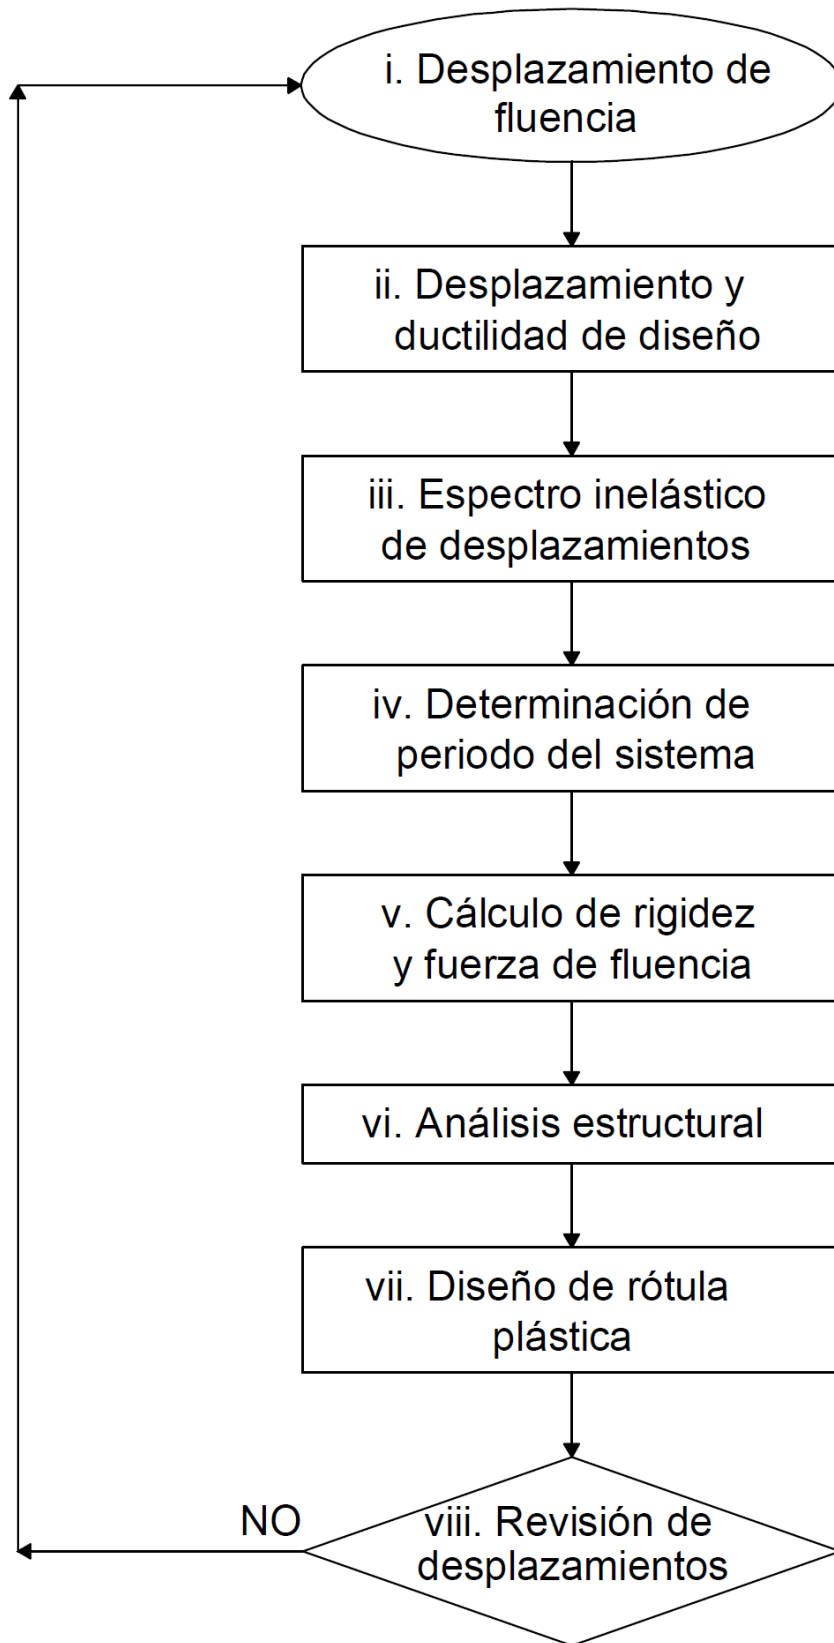 i. Desplazamiento de
fluencia
ii. Desplazamiento y
ductilidad de diseño
iii. Espectro inelástico
de desplazamientos
iv. Determinación de
periodo del sistema
v. Cálculo de rigidez
y fuerza de fluencia
vi. Análisis estructural
vii. Diseño de rótula
plástica
NO
viii. Revisión de
desplazamientos